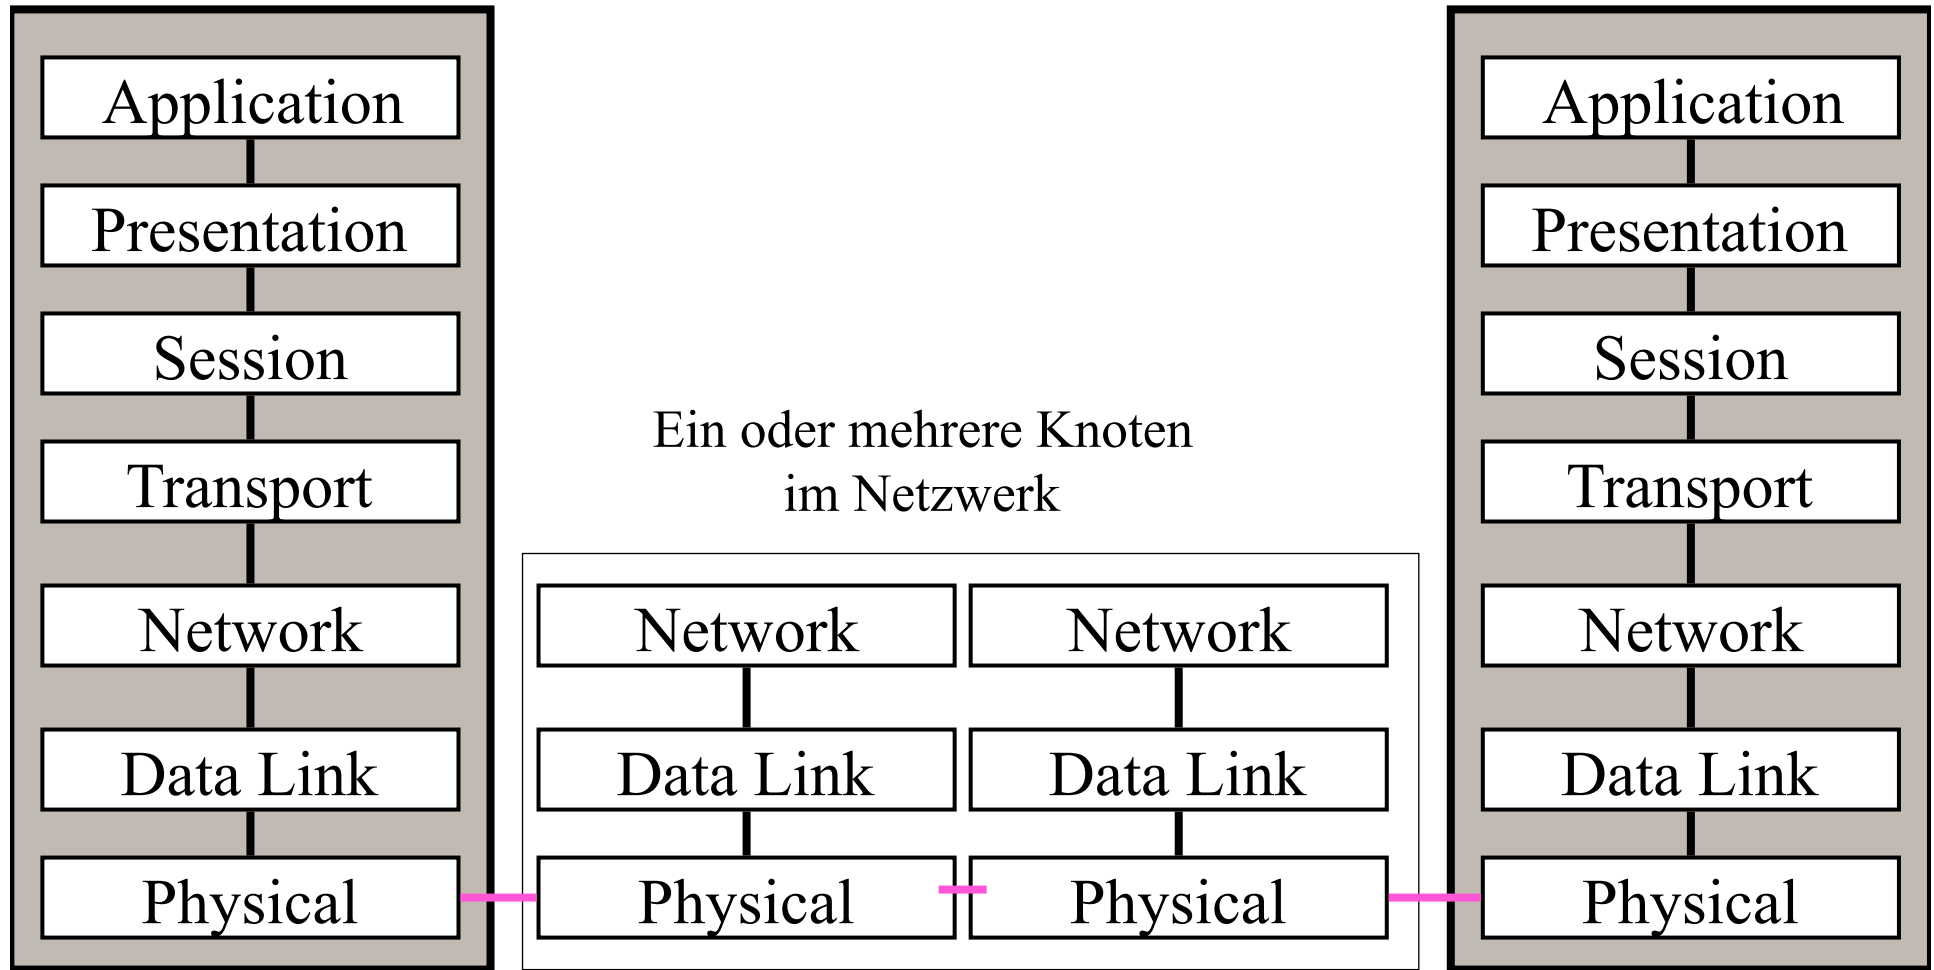 Application
Presentation
Session
Transport
Network
Data Link
Physical
Ein oder mehrere Knoten
im Netzwerk
Network
Data Link
Physical
Network
Data Link
Physical
Application
Presentation
Session
Transport
Network
Data Link
Physical